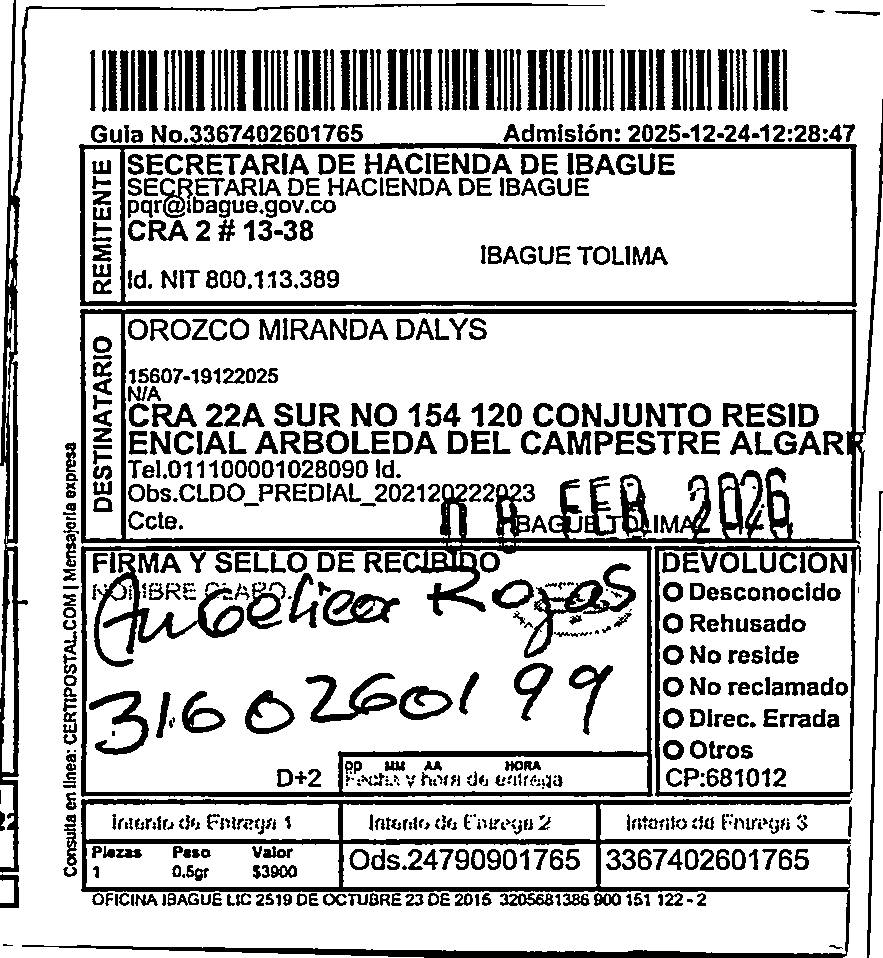 Guia No.3367402601765 Admisión: 2025-12-24-12:28:47
REMITENTE
SECRETARIA DE HACIENDA DE IBAGUE
SECRETARIA DE HACIENDA DE IBAGUE
pqr@ibague.gov.co
CRA 2 # 13-38
IBAGUE TOLIMA
Id. NIT 800.113.389
DESTINATARIO
OROZCO MIRANDA DALYS
15607-19122025
N/A
CRA 22A SUR NO 154 120 CONJUNTO RESID
ENCIAL ARBOLEDA DEL CAMPESTRE ALGARR
Tel.011100001028090 Id.
Obs.CLDO_PREDIAL_202120222023
Ccte. IBAGUE TOLIMA
FEB 2026
FIRMA Y SELLO DE RECIBIDO
NOMBRE CLARO.
Angelica Rojas
3160260199
D+2
DD MM AA HORA
Fecha y hora de entrega
DEVOLUCION
O Desconocido
O Rehusado
O No reside
O No reclamado
O Direc. Errada
O Otros
CP:681012
Intento de Entrega 1 Intento de Entrega 2 Intento de Entrega 3
Piezas Peso Valor
1 0.5gr $3900
Ods.24790901765 3367402601765
OFICINA IBAGUE LIC 2519 DE OCTUBRE 23 DE 2015 3205681386 900 151 122 - 2
Consulta en línea: CERTIPOSTAL.COM | Mensajería expresa